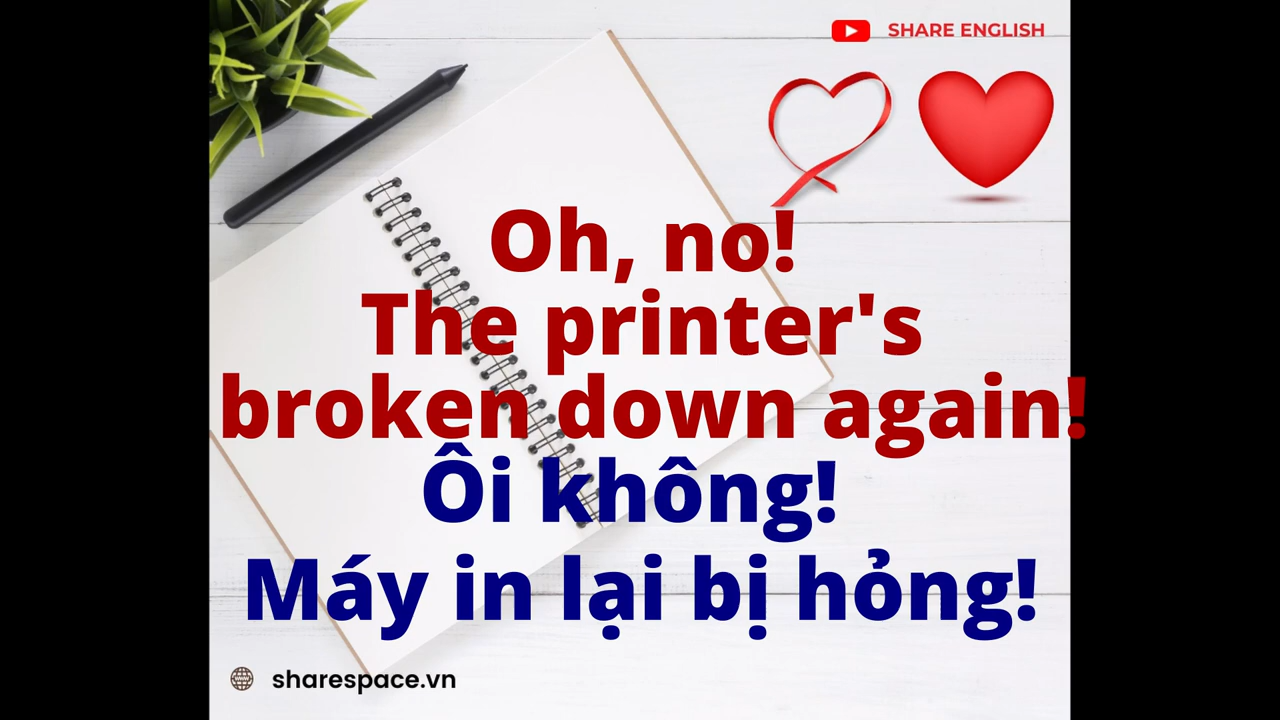 SHARE ENGLISH
Oh, no!
The printer's
broken down again!
Ôi không!
Máy in lại bị hỏng!
sharespace.vn